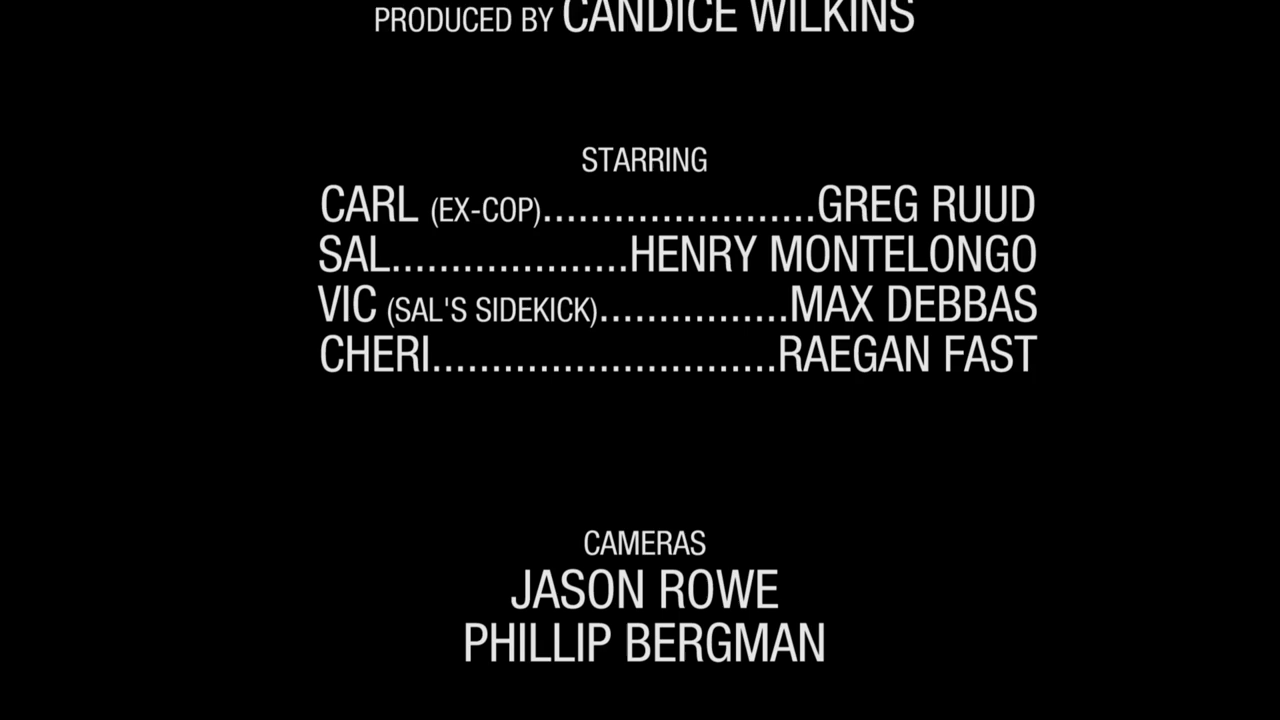 PRODUCED BY CANDICE WILKINS
STARRING
CARL (EX-COP).......................GREG RUUD
SAL....................HENRY MONTELONGO
VIC (SAL'S SIDEKICK)................MAX DEBBAS
CHERI.............................RAEGAN FAST
CAMERAS
JASON ROWE
PHILLIP BERGMAN